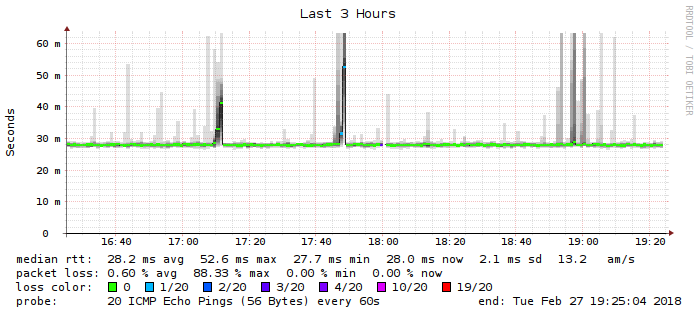 Last 3 Hours
RRDTOOL / TOBI OETIKER
Seconds
60 m
50 m
40 m
30 m
20 m
10 m
0
16:40 17:00 17:20 17:40 18:00 18:20 18:40 19:00 19:20
median rtt: 28.2 ms avg 52.6 ms max 27.7 ms min 28.0 ms now 2.1 ms sd 13.2 am/s
packet loss: 0.60 % avg 88.33 % max 0.00 % min 0.00 % now
loss color: 0 1/20 2/20 3/20 4/20 10/20 19/20
probe: 20 ICMP Echo Pings (56 Bytes) every 60s end: Tue Feb 27 19:25:04 2018